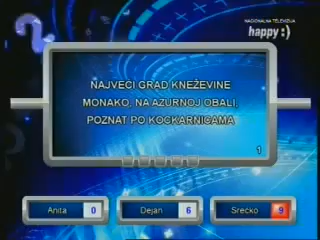 NACIONALNA TELEVIZIJA
happy :)
NAJVEĆI GRAD KNEŽEVINE
MONAKO, NA AZURNOJ OBALI,
POZNAT PO KOCKARNICAMA
1
Anita 0 Dejan 6 Srećko 9